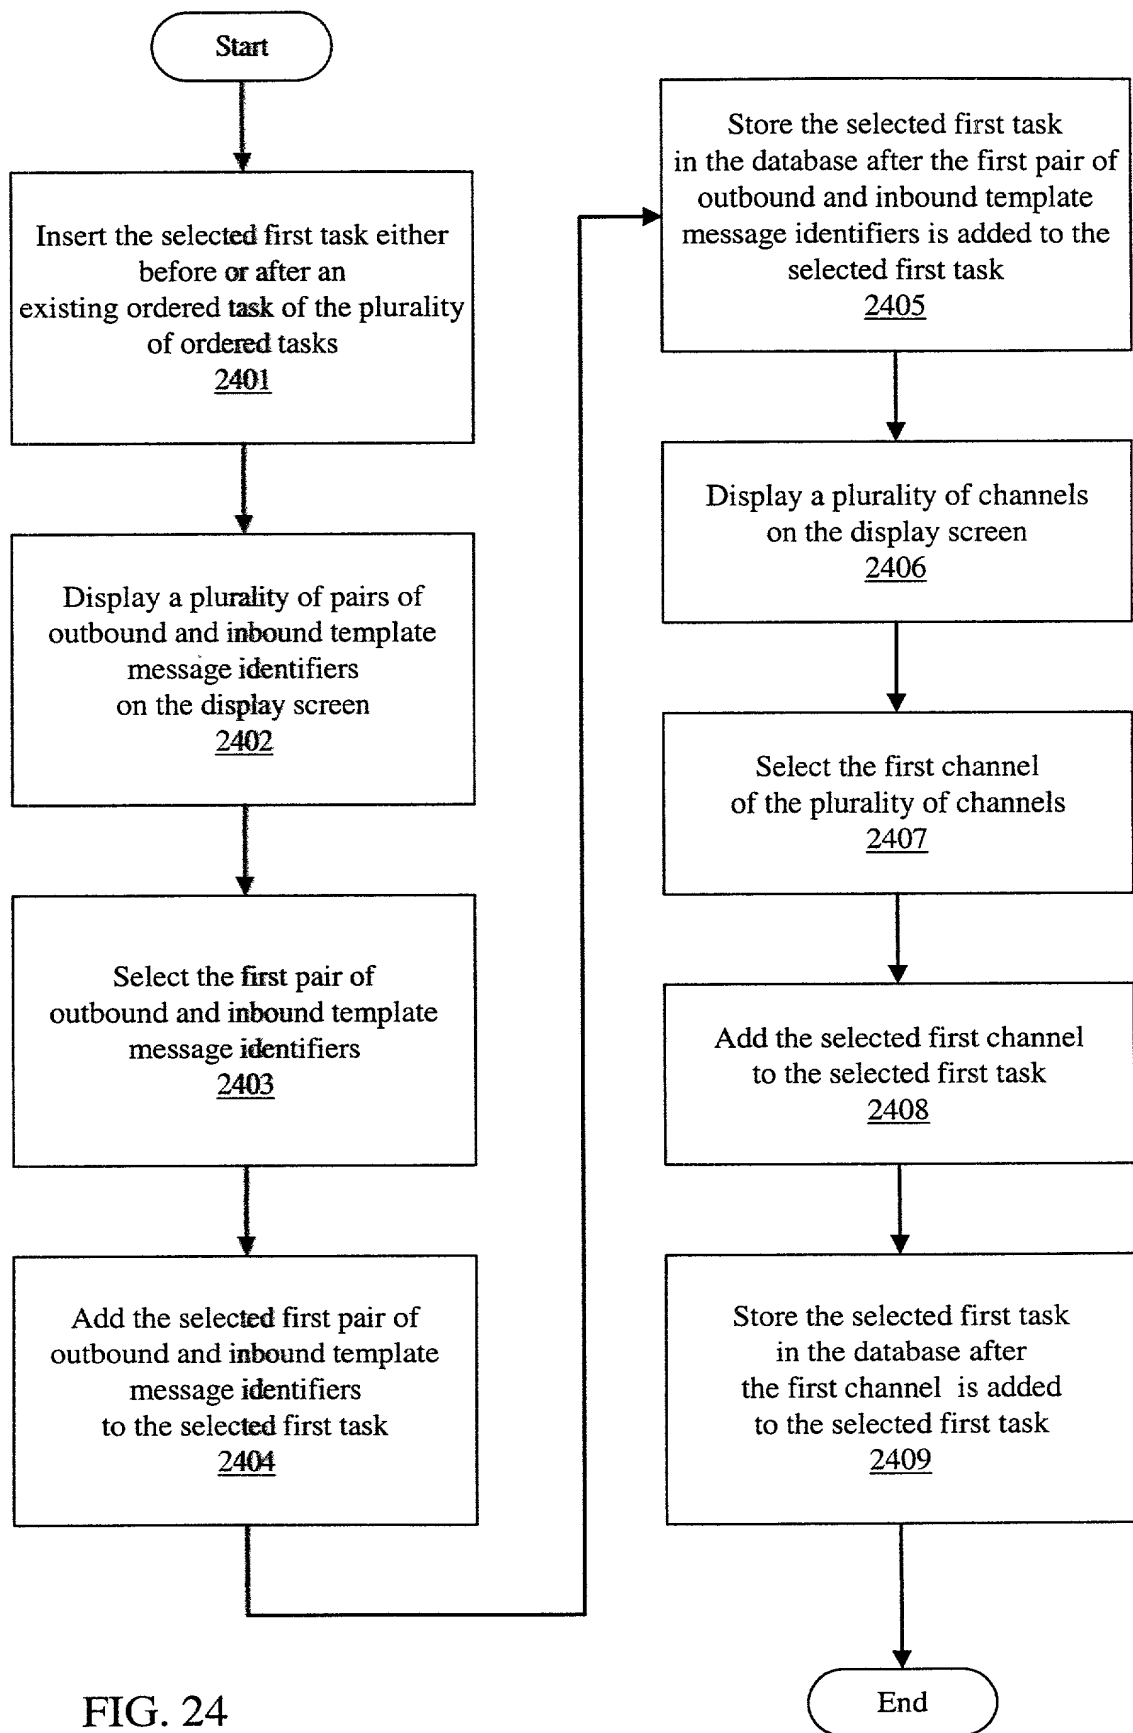 Start
Insert the selected first task either
before or after an
existing ordered task of the plurality
of ordered tasks
2401
Display a plurality of pairs of
outbound and inbound template
message identifiers
on the display screen
2402
Select the first pair of
outbound and inbound template
message identifiers
2403
Add the selected first pair of
outbound and inbound template
message identifiers
to the selected first task
2404
Store the selected first task
in the database after the first pair of
outbound and inbound template
message identifiers is added to the
selected first task
2405
Display a plurality of channels
on the display screen
2406
Select the first channel
of the plurality of channels
2407
Add the selected first channel
to the selected first task
2408
Store the selected first task
in the database after
the first channel is added
to the selected first task
2409
End
FIG. 24